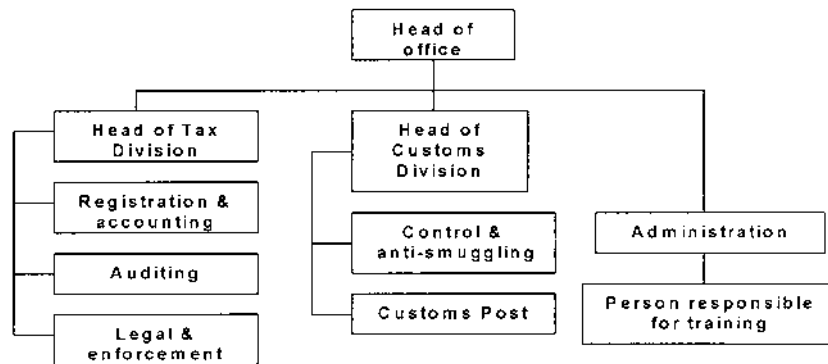 Head of
office
Head of Tax
Division
Registration &
accounting
Auditing
Legal &
enforcement
Head of
Customs
Division
Control &
anti-smuggling
Customs Post
Administration
Person responsible
for training